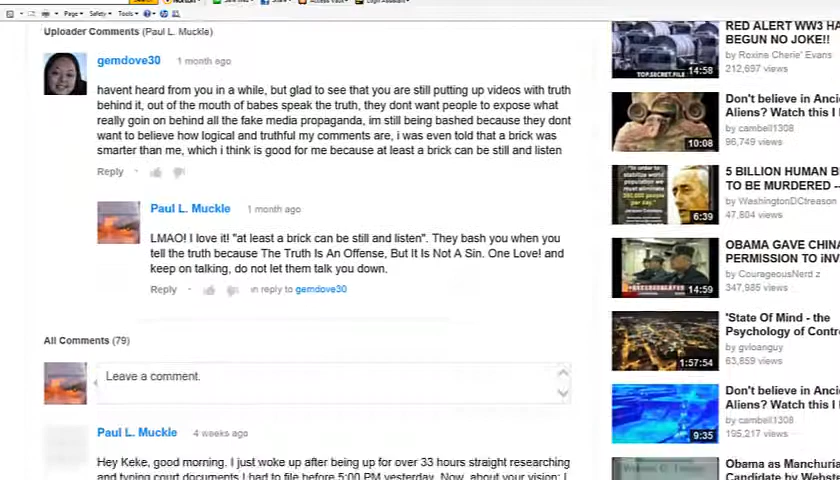 Page
Safety
Tools
Uploader Comments (Paul L. Muckle)
gemdove30 1 month ago
havent heard from you in a while, but glad to see that you are still putting up videos with truth
behind it, out of the mouth of babes speak the truth, they dont want people to expose what
really goin on behind all the fake media propaganda, im still being bashed because they dont
want to believe how logical and truthful my comments are, i was even told that a brick was
smarter than me, which i think is good for me because at least a brick can be still and listen
Reply
Paul L. Muckle 1 month ago
LMAO! I love it! "at least a brick can be still and listen". They bash you when you
tell the truth because The Truth Is An Offense, But It Is Not A Sin. One Love! and
keep on talking, do not let them talk you down.
Reply in reply to gemdove30
All Comments (79)
Leave a comment.
Paul L. Muckle 4 weeks ago
Hey Keke, good morning. I just woke up after being up for over 33 hours straight researching
and typing court documents I had to file before 5:00 PM yesterday. Now, about your vision: I
RED ALERT WW3 HA
BEGUN NO JOKE!!
by Roxine Cherie' Evans
212,697 views
TOP.SECRET.FILE
14:58
Don't believe in Anci
Aliens? Watch this I
by cambell1308
96,749 views
10:08
5 BILLION HUMAN B
TO BE MURDERED --
by WashingtonDCtreason
47,804 views
6:39
OBAMA GAVE CHINA
PERMISSION TO iNV
by CourageousNerd z
347,985 views
14:59
'State Of Mind - the
Psychology of Contro
by gvloanguy
63,659 views
1:57:54
Don't believe in Anci
Aliens? Watch this I
by cambell1308
195,217 views
9:35
Obama as Manchuria
Candidate by Webste